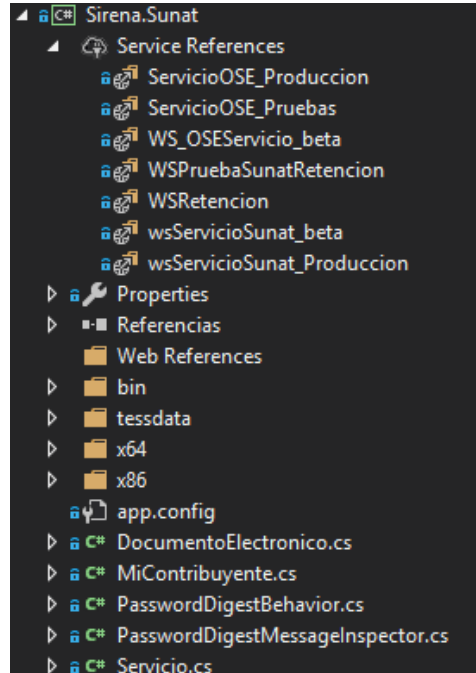 C# Sirena.Sunat
Service References
ServicioOSE_Produccion
ServicioOSE_Pruebas
WS_OSEServicio_beta
WSPruebaSunatRetencion
WSRetencion
wsServicioSunat_beta
wsServicioSunat_Produccion
Properties
Referencias
Web References
bin
tessdata
x64
x86
app.config
C# DocumentoElectronico.cs
C# MiContribuyente.cs
C# PasswordDigestBehavior.cs
C# PasswordDigestMessageInspector.cs
C# Servicio.cs